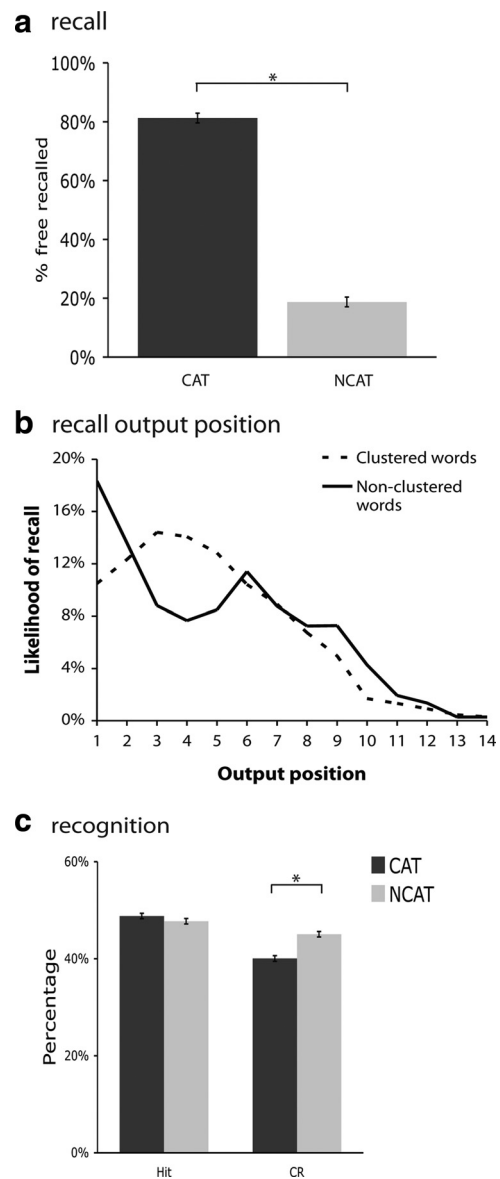 a recall
100%
80%
60%
40%
20%
0%
% free recalled
*
CAT NCAT
b recall output position
20%
16%
12%
8%
4%
0%
Likelihood of recall
Clustered words
Non-clustered
words
1 2 3 4 5 6 7 8 9 10 11 12 13 14
Output position
c recognition
60%
40%
20%
0%
Percentage
*
CAT
NCAT
Hit CR